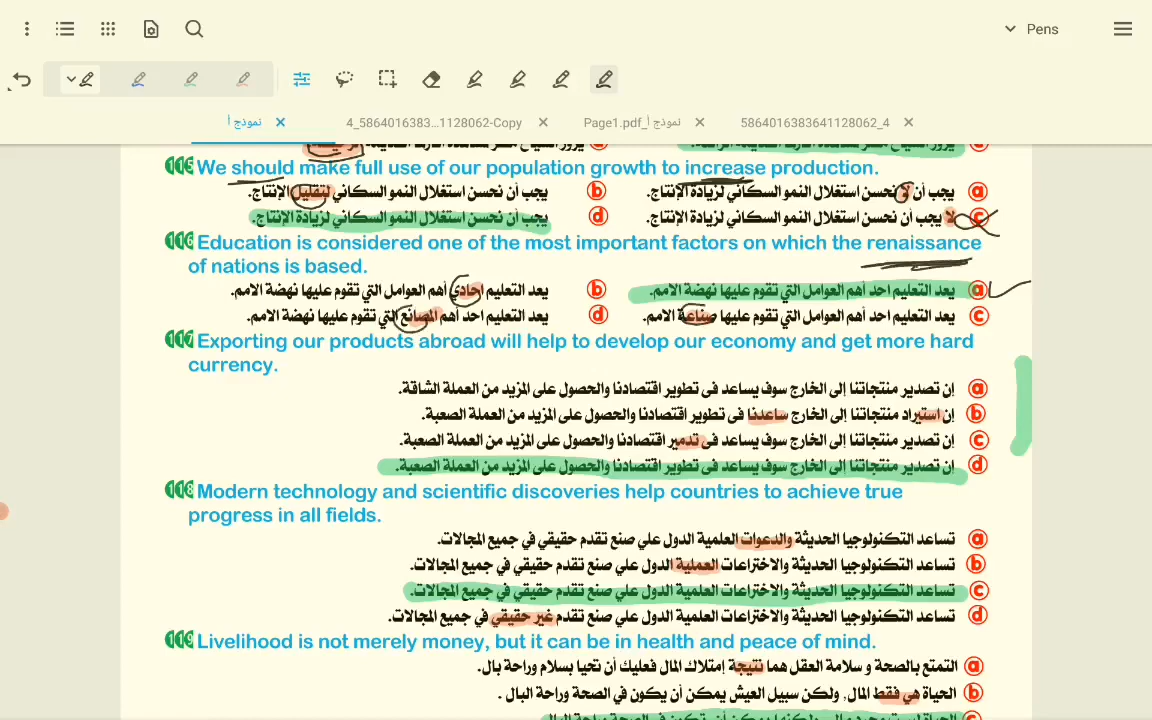 Pens
نموذج أ
4_5864016383...1128062-Copy
Page1.pdf_نموذج أ
5864016383641128062_4
115 We should make full use of our population growth to increase production.
a يجب أن لا نحسن استغلال النمو السكاني لزيادة الإنتاج. b يجب أن نحسن استغلال النمو السكاني لتقليل الإنتاج.
c لا يجب أن نحسن استغلال النمو السكاني لزيادة الإنتاج. d يجب أن نحسن استغلال النمو السكاني لزيادة الإنتاج.
116 Education is considered one of the most important factors on which the renaissance
of nations is based.
a يعد التعليم احد أهم العوامل التي تقوم عليها نهضة الامم. b يعد التعليم حادي أهم العوامل التي تقوم عليها نهضة الامم.
c يعد التعليم احد أهم العوامل التي تقوم عليها صناعة الامم. d يعد التعليم احد أهم المصانع التي تقوم عليها نهضة الامم.
117 Exporting our products abroad will help to develop our economy and get more hard
currency.
a إن تصدير منتجاتنا إلى الخارج سوف يساعد فى تطوير اقتصادنا والحصول على المزيد من العملة الشاقة.
b إن استيراد منتجاتنا إلى الخارج ساعدنا فى تطوير اقتصادنا والحصول على المزيد من العملة الصعبة.
c إن تصدير منتجاتنا إلى الخارج سوف يساعد فى تدمير اقتصادنا والحصول على المزيد من العملة الصعبة.
d إن تصدير منتجاتنا إلى الخارج سوف يساعد فى تطوير اقتصادنا والحصول على المزيد من العملة الصعبة.
118 Modern technology and scientific discoveries help countries to achieve true
progress in all fields.
a تساعد التكنولوجيا الحديثة والدعوات العلمية الدول علي صنع تقدم حقيقي في جميع المجالات.
b تساعد التكنولوجيا الحديثة والاختراعات العملية الدول علي صنع تقدم حقيقي في جميع المجالات.
c تساعد التكنولوجيا الحديثة والاختراعات العلمية الدول علي صنع تقدم حقيقي في جميع المجالات.
d تساعد التكنولوجيا الحديثة والاختراعات العلمية الدول علي صنع تقدم غير حقيقي في جميع المجالات.
119 Livelihood is not merely money, but it can be in health and peace of mind.
a التمتع بالصحة و سلامة العقل هما نتيجة إمتلاك المال فعليك أن تحيا بسلام وراحة بال.
b الحياة هي فقط المال, ولكن سبيل العيش يمكن أن يكون في الصحة وراحة البال .